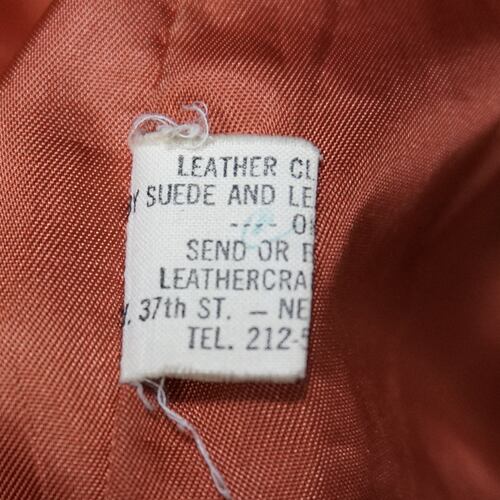 LEATHER CL
Y SUEDE AND LE
---- O
SEND OR B
LEATHERCRA
. 37th ST. – NE
TEL. 212-5